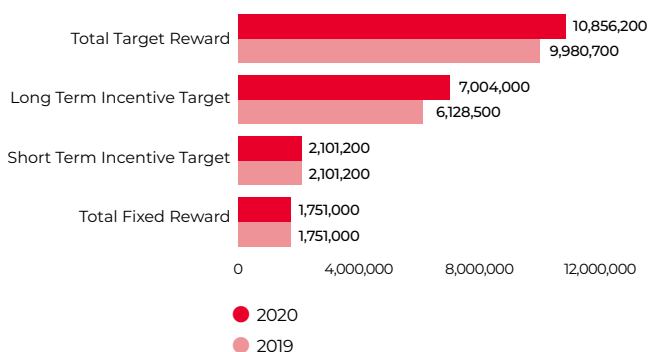 Total Target Reward
10,856,200
9,980,700
Long Term Incentive Target
7,004,000
6,128,500
Short Term Incentive Target
2,101,200
2,101,200
Total Fixed Reward
1,751,000
1,751,000
0 4,000,000 8,000,000 12,000,000
2020
2019